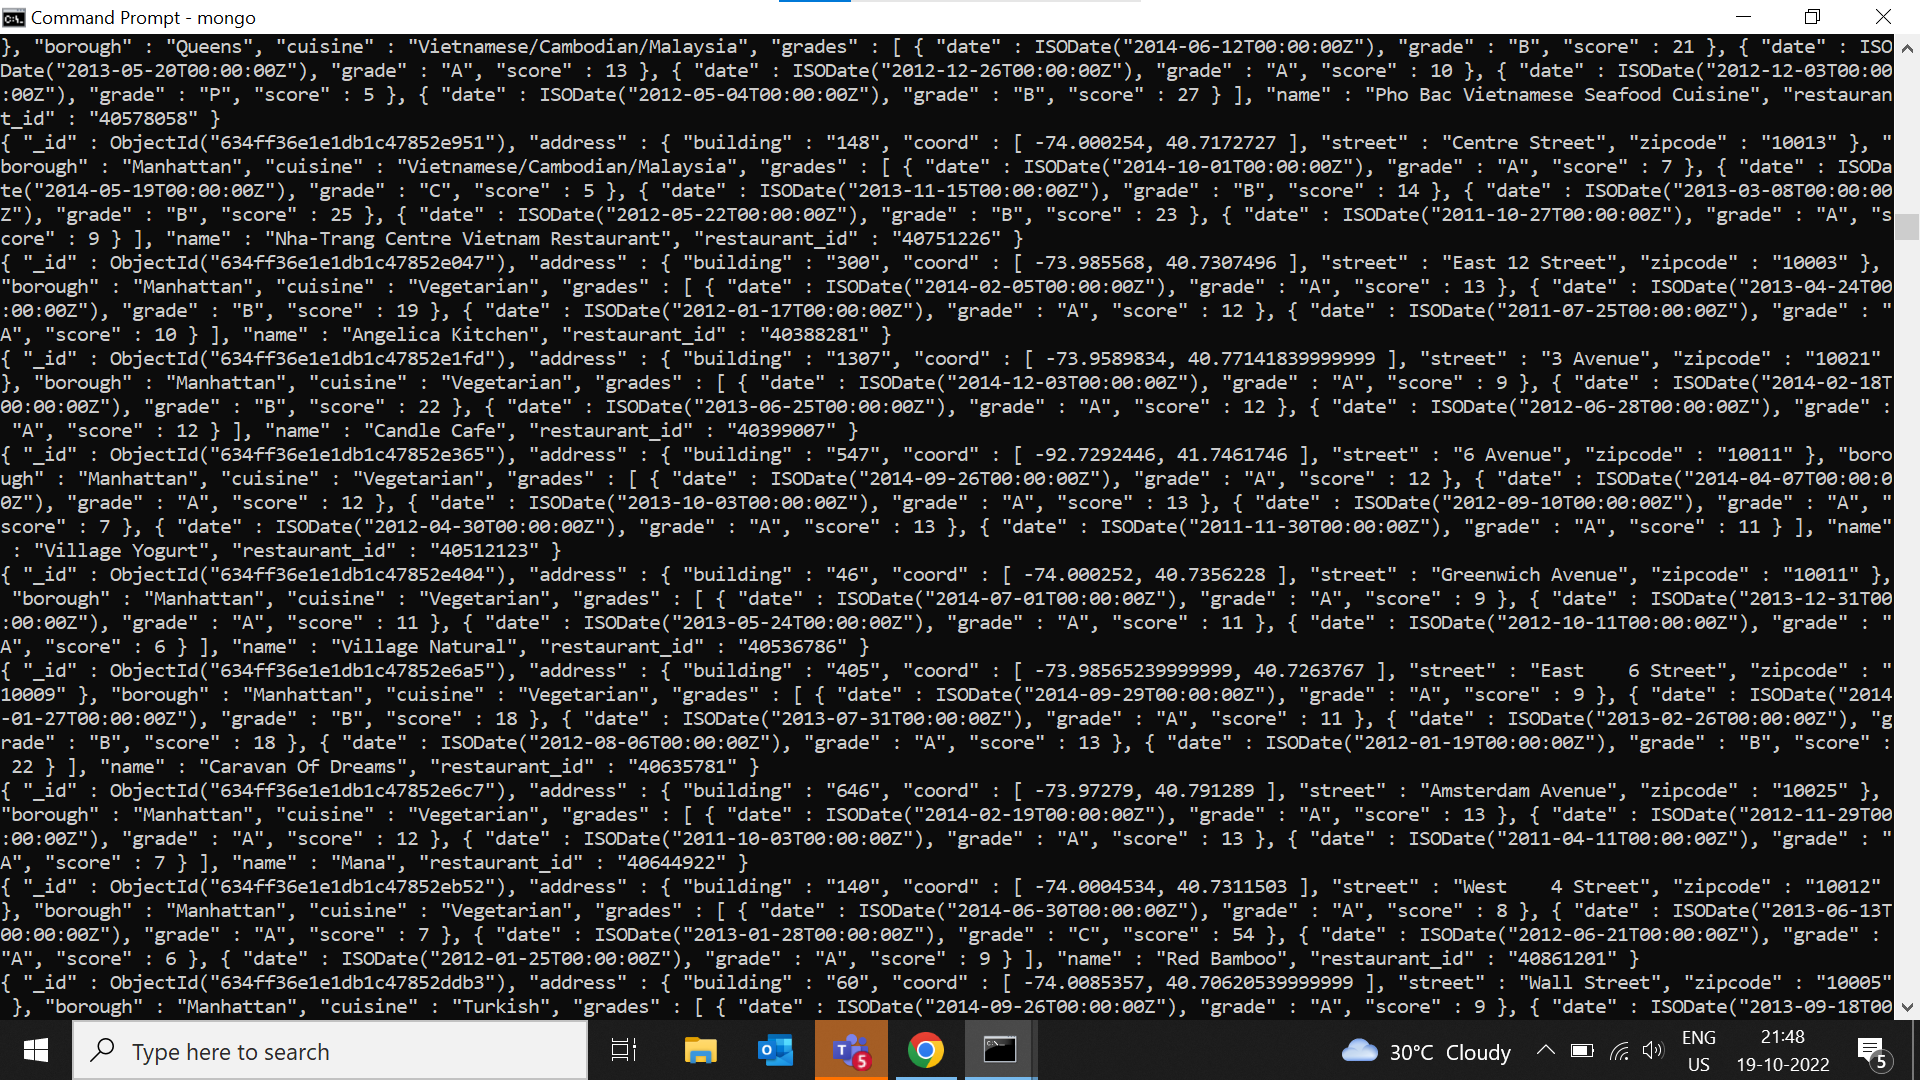 Command Prompt - mongo
}, "borough" : "Queens", "cuisine" : "Vietnamese/Cambodian/Malaysia", "grades" : [ { "date" : ISODate("2014-06-12T00:00:00Z"), "grade" : "B", "score" : 21 }, { "date" : ISO
Date("2013-05-20T00:00:00Z"), "grade" : "A", "score" : 13 }, { "date" : ISODate("2012-12-26T00:00:00Z"), "grade" : "A", "score" : 10 }, { "date" : ISODate("2012-12-03T00:00
:00Z"), "grade" : "P", "score" : 5 }, { "date" : ISODate("2012-05-04T00:00:00Z"), "grade" : "B", "score" : 27 } ], "name" : "Pho Bac Vietnamese Seafood Cuisine", "restauran
t_id" : "40578058" }
{ "_id" : ObjectId("634ff36e1e1db1c47852e951"), "address" : { "building" : "148", "coord" : [ -74.000254, 40.7172727 ], "street" : "Centre Street", "zipcode" : "10013" }, "
borough" : "Manhattan", "cuisine" : "Vietnamese/Cambodian/Malaysia", "grades" : [ { "date" : ISODate("2014-10-01T00:00:00Z"), "grade" : "A", "score" : 7 }, { "date" : ISODa
te("2014-05-19T00:00:00Z"), "grade" : "C", "score" : 5 }, { "date" : ISODate("2013-11-15T00:00:00Z"), "grade" : "B", "score" : 14 }, { "date" : ISODate("2013-03-08T00:00:00
Z"), "grade" : "B", "score" : 25 }, { "date" : ISODate("2012-05-22T00:00:00Z"), "grade" : "B", "score" : 23 }, { "date" : ISODate("2011-10-27T00:00:00Z"), "grade" : "A", "s
core" : 9 } ], "name" : "Nha-Trang Centre Vietnam Restaurant", "restaurant_id" : "40751226" }
{ "_id" : ObjectId("634ff36e1e1db1c47852e047"), "address" : { "building" : "300", "coord" : [ -73.985568, 40.7307496 ], "street" : "East 12 Street", "zipcode" : "10003" },
"borough" : "Manhattan", "cuisine" : "Vegetarian", "grades" : [ { "date" : ISODate("2014-02-05T00:00:00Z"), "grade" : "A", "score" : 13 }, { "date" : ISODate("2013-04-24T00
:00:00Z"), "grade" : "B", "score" : 19 }, { "date" : ISODate("2012-01-17T00:00:00Z"), "grade" : "A", "score" : 12 }, { "date" : ISODate("2011-07-25T00:00:00Z"), "grade" : "
A", "score" : 10 } ], "name" : "Angelica Kitchen", "restaurant_id" : "40388281" }
{ "_id" : ObjectId("634ff36e1e1db1c47852e1fd"), "address" : { "building" : "1307", "coord" : [ -73.9589834, 40.77141839999999 ], "street" : "3 Avenue", "zipcode" : "10021"
}, "borough" : "Manhattan", "cuisine" : "Vegetarian", "grades" : [ { "date" : ISODate("2014-12-03T00:00:00Z"), "grade" : "A", "score" : 9 }, { "date" : ISODate("2014-02-18T
00:00:00Z"), "grade" : "B", "score" : 22 }, { "date" : ISODate("2013-06-25T00:00:00Z"), "grade" : "A", "score" : 12 }, { "date" : ISODate("2012-06-28T00:00:00Z"), "grade" :
"A", "score" : 12 } ], "name" : "Candle Cafe", "restaurant_id" : "40399007" }
{ "_id" : ObjectId("634ff36e1e1db1c47852e365"), "address" : { "building" : "547", "coord" : [ -92.7292446, 41.7461746 ], "street" : "6 Avenue", "zipcode" : "10011" }, "boro
ugh" : "Manhattan", "cuisine" : "Vegetarian", "grades" : [ { "date" : ISODate("2014-09-26T00:00:00Z"), "grade" : "A", "score" : 12 }, { "date" : ISODate("2014-04-07T00:00:0
0Z"), "grade" : "A", "score" : 12 }, { "date" : ISODate("2013-10-03T00:00:00Z"), "grade" : "A", "score" : 13 }, { "date" : ISODate("2012-09-10T00:00:00Z"), "grade" : "A", "
score" : 7 }, { "date" : ISODate("2012-04-30T00:00:00Z"), "grade" : "A", "score" : 13 }, { "date" : ISODate("2011-11-30T00:00:00Z"), "grade" : "A", "score" : 11 } ], "name"
: "Village Yogurt", "restaurant_id" : "40512123" }
{ "_id" : ObjectId("634ff36e1e1db1c47852e404"), "address" : { "building" : "46", "coord" : [ -74.000252, 40.7356228 ], "street" : "Greenwich Avenue", "zipcode" : "10011" },
"borough" : "Manhattan", "cuisine" : "Vegetarian", "grades" : [ { "date" : ISODate("2014-07-01T00:00:00Z"), "grade" : "A", "score" : 9 }, { "date" : ISODate("2013-12-31T00
:00:00Z"), "grade" : "A", "score" : 11 }, { "date" : ISODate("2013-05-24T00:00:00Z"), "grade" : "A", "score" : 11 }, { "date" : ISODate("2012-10-11T00:00:00Z"), "grade" : "
A", "score" : 6 } ], "name" : "Village Natural", "restaurant_id" : "40536786" }
{ "_id" : ObjectId("634ff36e1e1db1c47852e6a5"), "address" : { "building" : "405", "coord" : [ -73.98565239999999, 40.7263767 ], "street" : "East    6 Street", "zipcode" : "
10009" }, "borough" : "Manhattan", "cuisine" : "Vegetarian", "grades" : [ { "date" : ISODate("2014-09-29T00:00:00Z"), "grade" : "A", "score" : 9 }, { "date" : ISODate("2014
-01-27T00:00:00Z"), "grade" : "B", "score" : 18 }, { "date" : ISODate("2013-07-31T00:00:00Z"), "grade" : "A", "score" : 11 }, { "date" : ISODate("2013-02-26T00:00:00Z"), "g
rade" : "B", "score" : 18 }, { "date" : ISODate("2012-08-06T00:00:00Z"), "grade" : "A", "score" : 13 }, { "date" : ISODate("2012-01-19T00:00:00Z"), "grade" : "B", "score" :
22 } ], "name" : "Caravan Of Dreams", "restaurant_id" : "40635781" }
{ "_id" : ObjectId("634ff36e1e1db1c47852e6c7"), "address" : { "building" : "646", "coord" : [ -73.97279, 40.791289 ], "street" : "Amsterdam Avenue", "zipcode" : "10025" },
"borough" : "Manhattan", "cuisine" : "Vegetarian", "grades" : [ { "date" : ISODate("2014-02-19T00:00:00Z"), "grade" : "A", "score" : 13 }, { "date" : ISODate("2012-11-29T00
:00:00Z"), "grade" : "A", "score" : 12 }, { "date" : ISODate("2011-10-03T00:00:00Z"), "grade" : "A", "score" : 13 }, { "date" : ISODate("2011-04-11T00:00:00Z"), "grade" : "
A", "score" : 7 } ], "name" : "Mana", "restaurant_id" : "40644922" }
{ "_id" : ObjectId("634ff36e1e1db1c47852eb52"), "address" : { "building" : "140", "coord" : [ -74.0004534, 40.7311503 ], "street" : "West    4 Street", "zipcode" : "10012"
}, "borough" : "Manhattan", "cuisine" : "Vegetarian", "grades" : [ { "date" : ISODate("2014-06-30T00:00:00Z"), "grade" : "A", "score" : 8 }, { "date" : ISODate("2013-06-13T
00:00:00Z"), "grade" : "A", "score" : 7 }, { "date" : ISODate("2013-01-28T00:00:00Z"), "grade" : "C", "score" : 54 }, { "date" : ISODate("2012-06-21T00:00:00Z"), "grade" :
"A", "score" : 6 }, { "date" : ISODate("2012-01-25T00:00:00Z"), "grade" : "A", "score" : 9 } ], "name" : "Red Bamboo", "restaurant_id" : "40861201" }
{ "_id" : ObjectId("634ff36e1e1db1c47852ddb3"), "address" : { "building" : "60", "coord" : [ -74.0085357, 40.70620539999999 ], "street" : "Wall Street", "zipcode" : "10005"
}, "borough" : "Manhattan", "cuisine" : "Turkish", "grades" : [ { "date" : ISODate("2014-09-26T00:00:00Z"), "grade" : "A", "score" : 9 }, { "date" : ISODate("2013-09-18T00
Type here to search
5
30°C Cloudy
ENG
US
21:48
19-10-2022
5